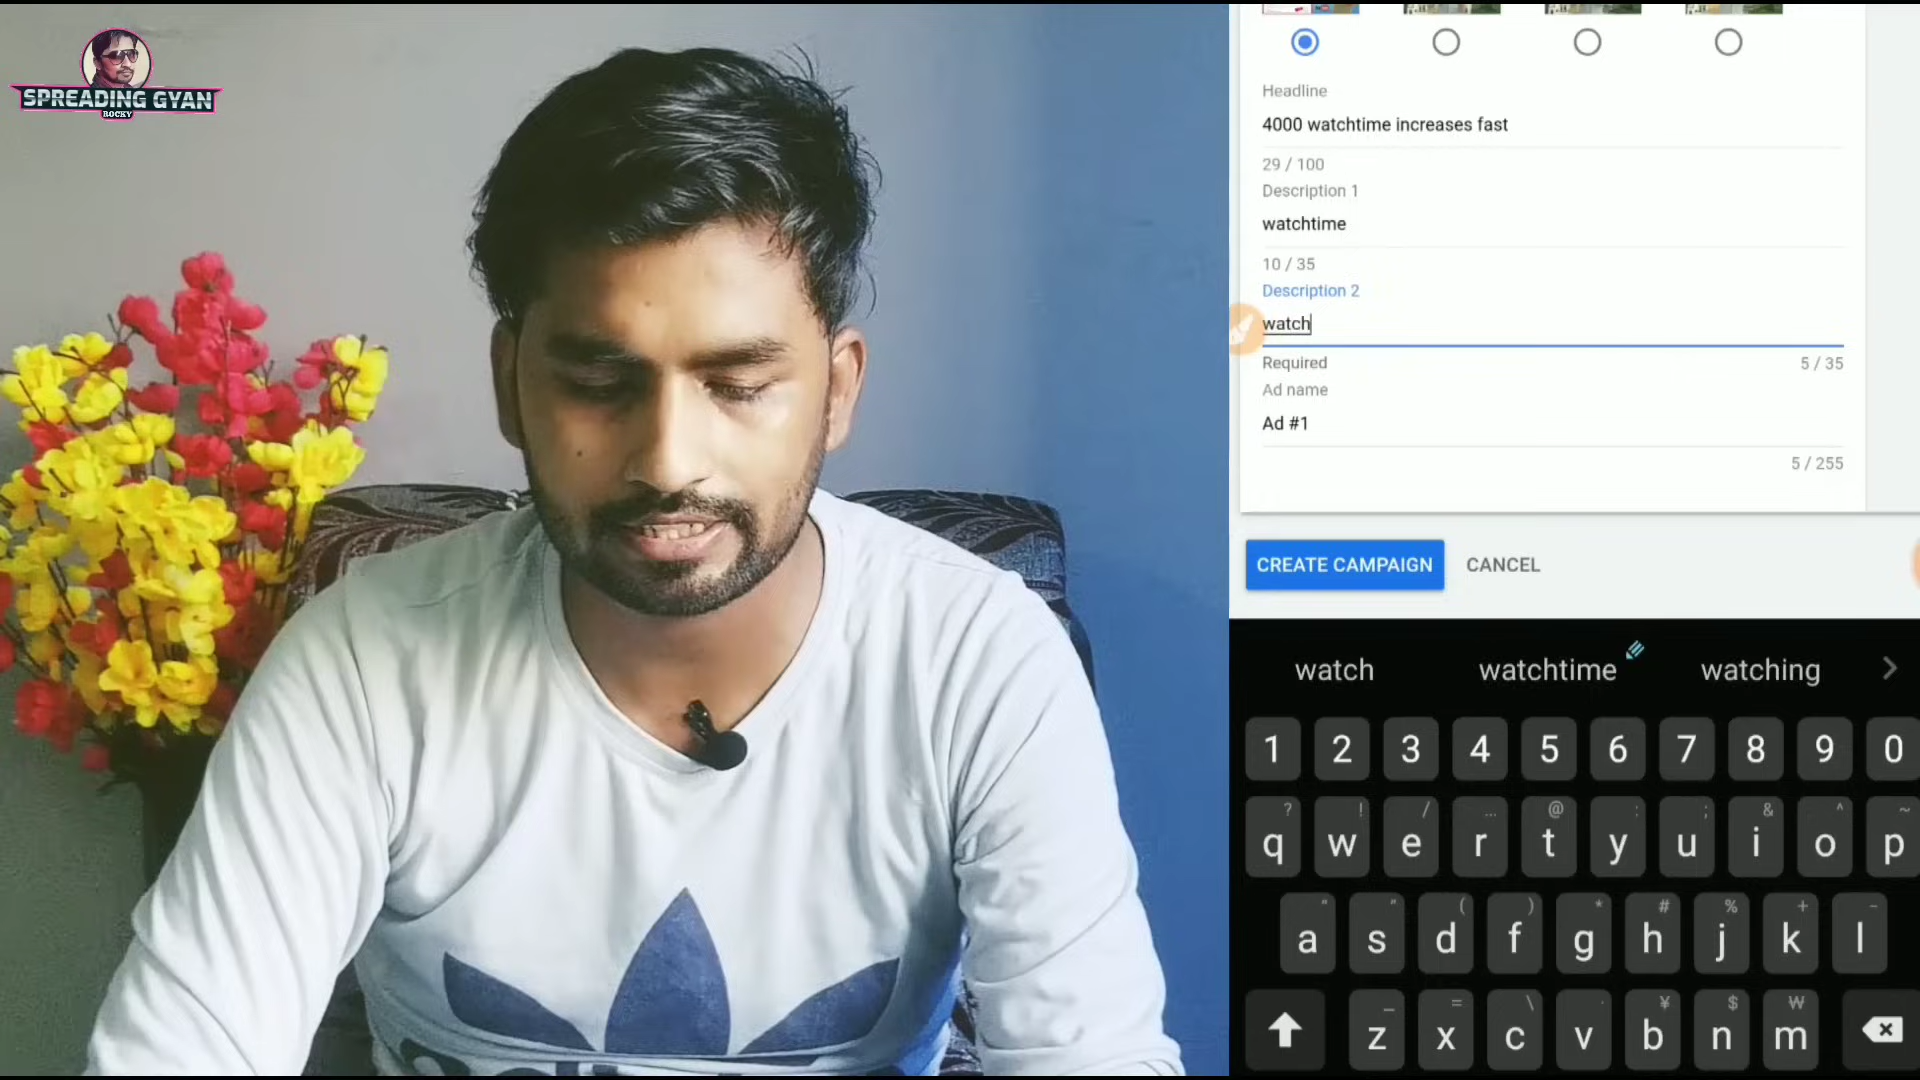 SPREADING GYAN
ROCKY
Headline
4000 watchtime increases fast
29 / 100
Description 1
watchtime
10 / 35
Description 2
watch
Required 5 / 35
Ad name
Ad #1
5 / 255
CREATE CAMPAIGN CANCEL
watch watchtime watching
1 2 3 4 5 6 7 8 9 0
? ! / ... @ : ; & ^ ~
q w e r t y u i o p
" " ( ) * # % + -
a s d f g h j k l
_ = \ · ¥ $ ₩
z x c v b n m